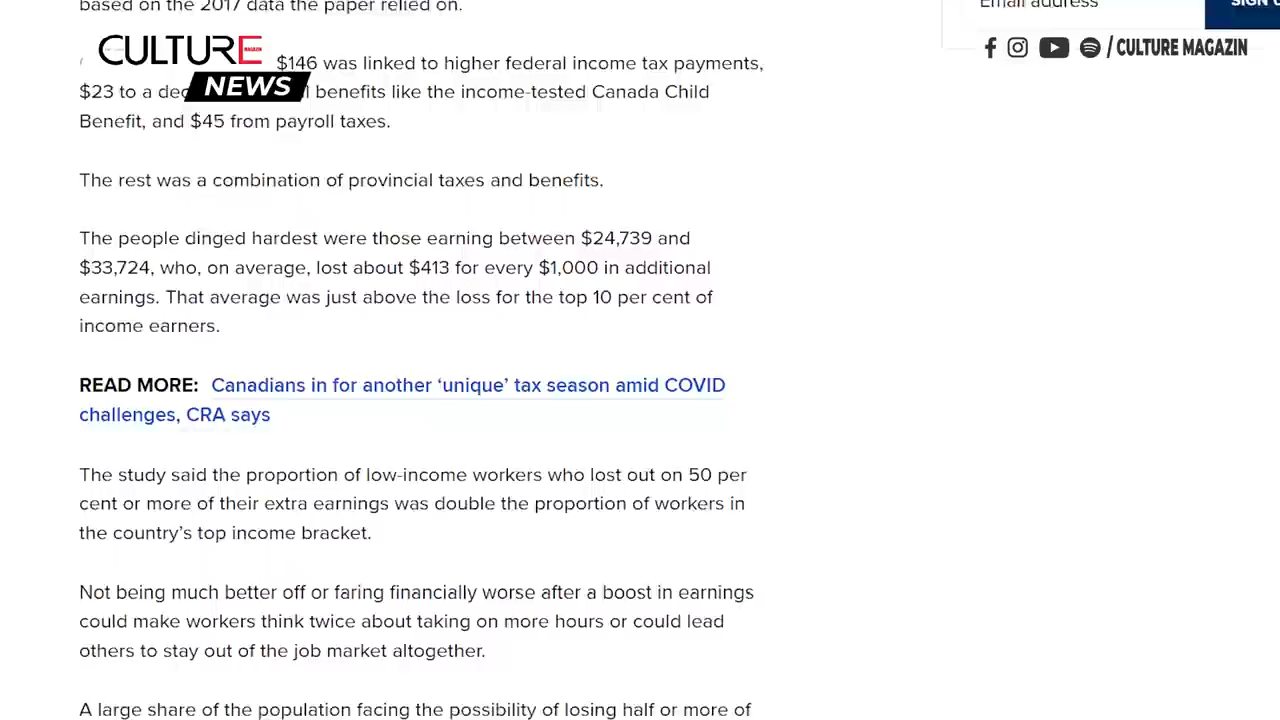 based on the 2017 data the paper relied on.
Email address
SIGN U
CULTURE
MAGAZIN
NEWS
/ CULTURE MAGAZIN
$146 was linked to higher federal income tax payments,
$23 to a dec benefits like the income-tested Canada Child
Benefit, and $45 from payroll taxes.
The rest was a combination of provincial taxes and benefits.
The people dinged hardest were those earning between $24,739 and
$33,724, who, on average, lost about $413 for every $1,000 in additional
earnings. That average was just above the loss for the top 10 per cent of
income earners.
READ MORE: Canadians in for another ‘unique’ tax season amid COVID
challenges, CRA says
The study said the proportion of low-income workers who lost out on 50 per
cent or more of their extra earnings was double the proportion of workers in
the country’s top income bracket.
Not being much better off or faring financially worse after a boost in earnings
could make workers think twice about taking on more hours or could lead
others to stay out of the job market altogether.
A large share of the population facing the possibility of losing half or more of